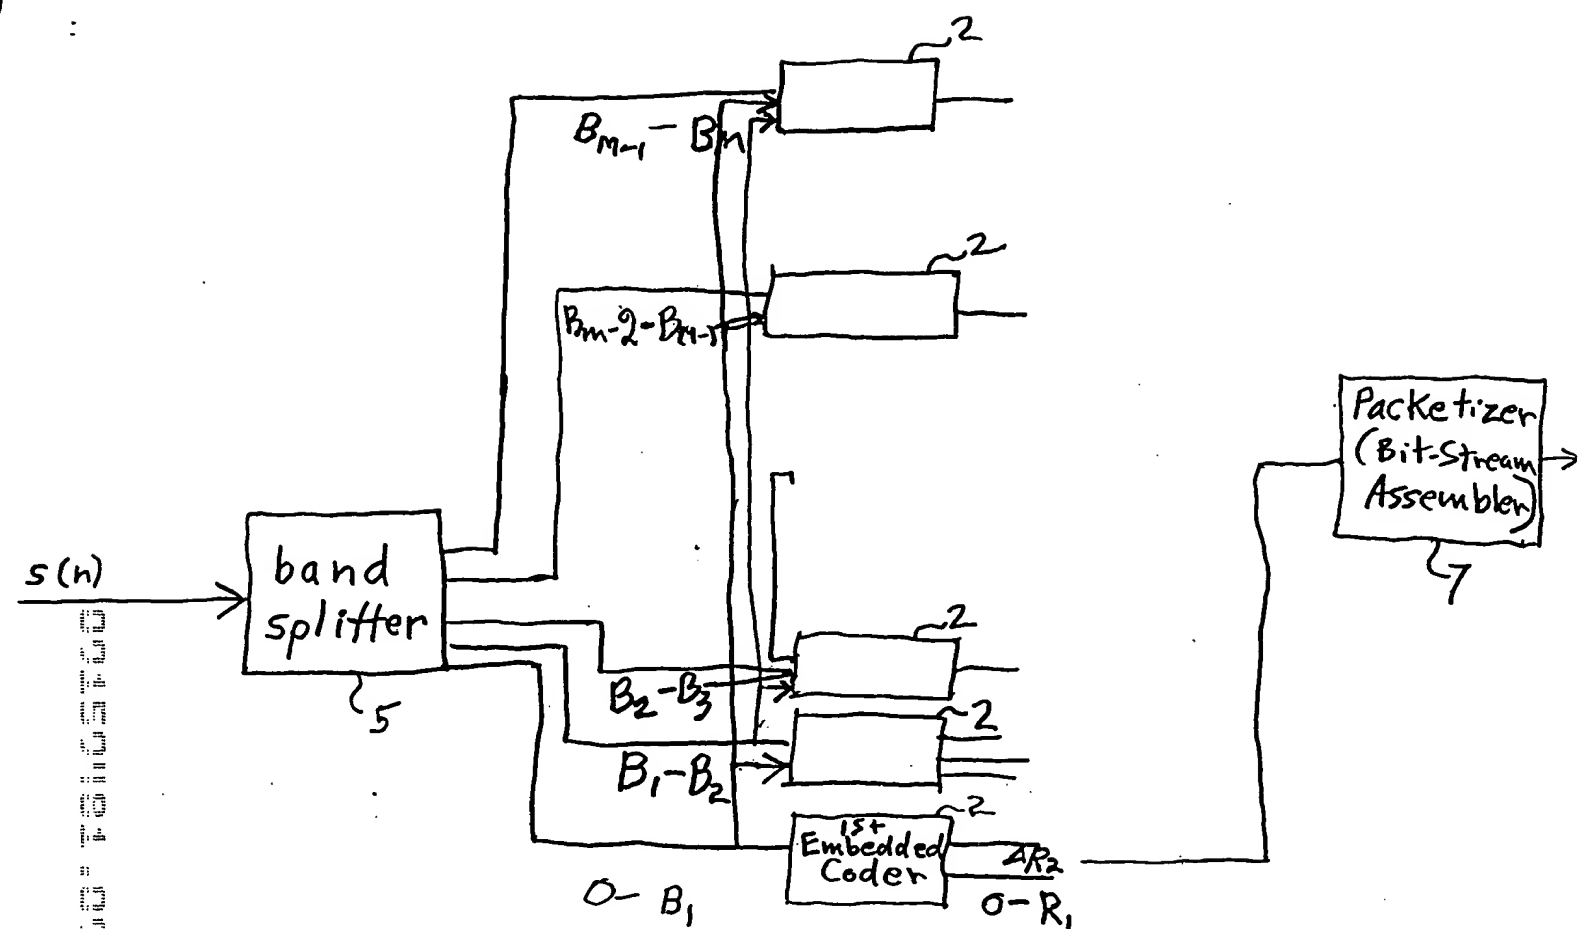 2
B_{m-1} - B_m
2
B_{m-2} - B_{m-1}
Packetizer
(Bit-Stream
Assembler)
7
s(n)
band
splitter
5
2
B_2 - B_3
2
B_1 - B_2
2
1st
Embedded
Coder
ΔR_2
0 - B_1
0 - R_1